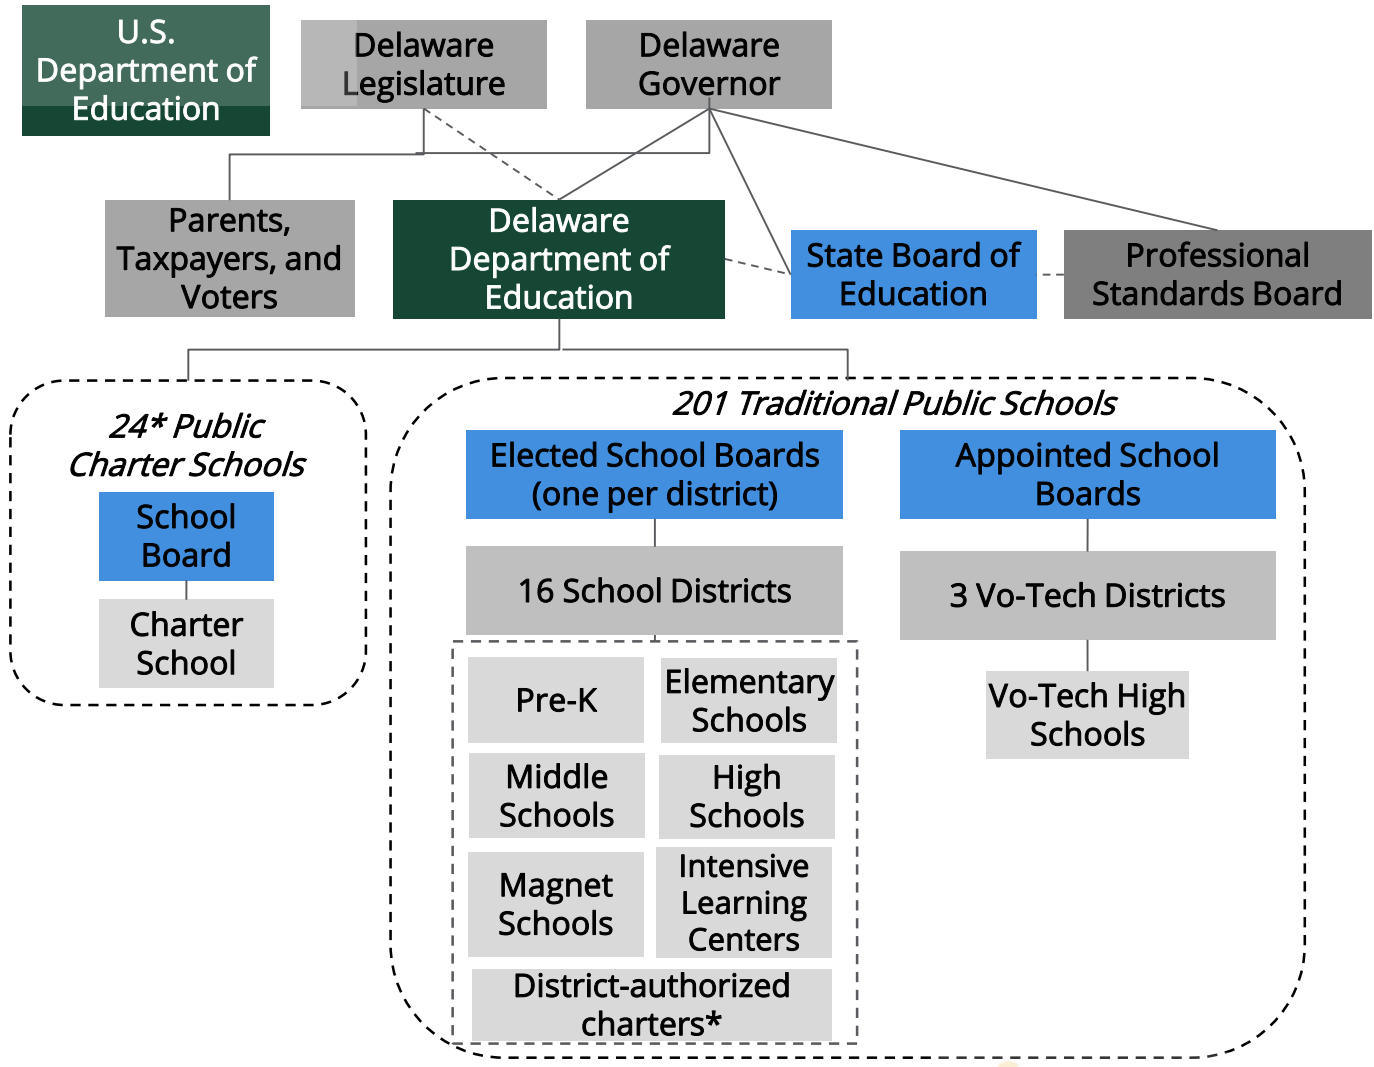 U.S.
Department of
Education
Delaware
Legislature
Delaware
Governor
Parents,
Taxpayers, and
Voters
Delaware
Department of
Education
State Board of
Education
Professional
Standards Board
24* Public
Charter Schools
School
Board
Charter
School
201 Traditional Public Schools
Elected School Boards
(one per district)
16 School Districts
Pre-K
Elementary
Schools
Middle
Schools
High
Schools
Magnet
Schools
Intensive
Learning
Centers
District-authorized
charters*
Appointed School
Boards
3 Vo-Tech Districts
Vo-Tech High
Schools